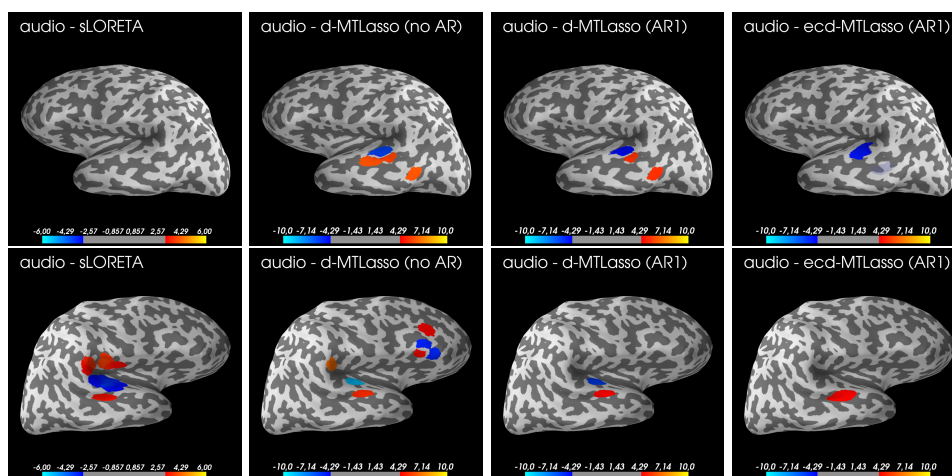 audio - sLORETA
-6,00 -4,29 -2,57 -0,857 0,857 2,57 4,29 6.00
audio - d-MTLasso (no AR)
-10,0 -7,14 -4,29 -1,43 1,43 4,29 7,14 10,0
audio - d-MTLasso (AR1)
-10,0 -7,14 -4,29 -1,43 1,43 4,29 7,14 10,0
audio - ecd-MTLasso (AR1)
-10,0 -7,14 -4,29 -1,43 1,43 4,29 7,14 10,0
audio - sLORETA
-6,00 -4,29 -2,57 -0,857 0,857 2,57 4,29 6.00
audio - d-MTLasso (no AR)
-10,0 -7,14 -4,29 -1,43 1,43 4,29 7,14 10,0
audio - d-MTLasso (AR1)
-10,0 -7,14 -4,29 -1,43 1,43 4,29 7,14 10,0
audio - ecd-MTLasso (AR1)
-10,0 -7,14 -4,29 -1,43 1,43 4,29 7,14 10,0